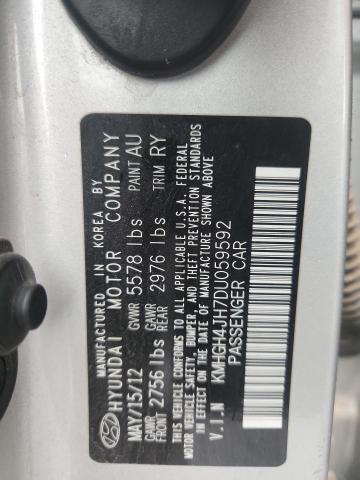 MANUFACTURED IN KOREA BY
HYUNDAI MOTOR COMPANY
MAY/15/12 GVWR 5578 lbs PAINT AU
GAWR FRONT 2756 lbs GAWR REAR 2976 lbs TRIM RY
THIS VEHICLE CONFORMS TO ALL APPLICABLE U.S.A. FEDERAL
MOTOR VEHICLE SAFETY, BUMPER, AND THEFT PREVENTION STANDARDS
IN EFFECT ON THE DATE OF MANUFACTURE SHOWN ABOVE
V.I.N KMHGH4JH7DU059592
PASSENGER CAR